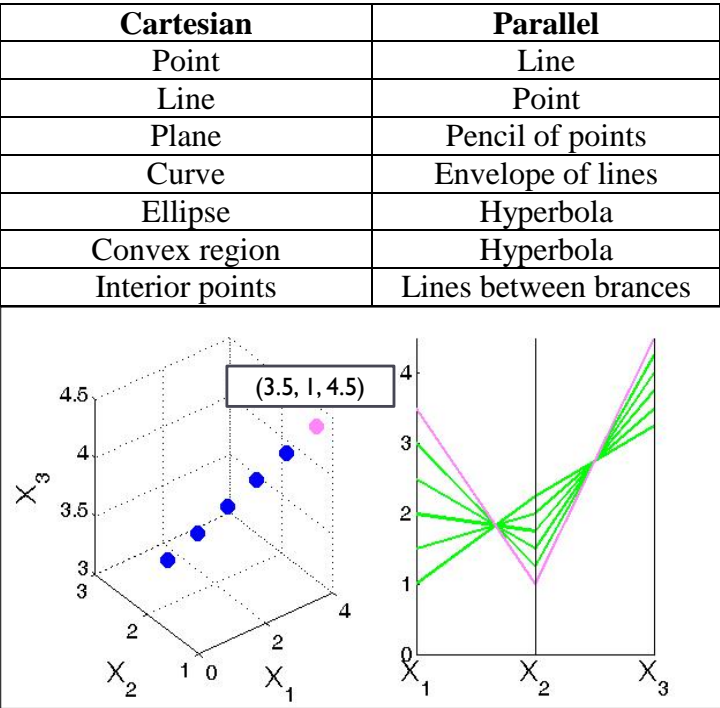 Cartesian Parallel
Point Line
Line Point
Plane Pencil of points
Curve Envelope of lines
Ellipse Hyperbola
Convex region Hyperbola
Interior points Lines between brances
(3.5, 1, 4.5)
4.5
4
3.5
3
X3
3
2
1
X2
0
2
4
X1
4
3
2
1
0
X1 X2 X3